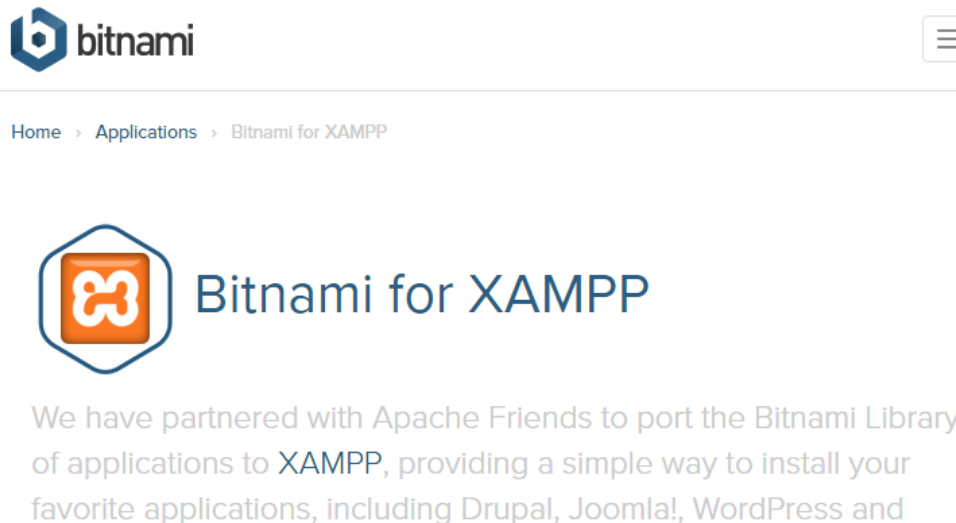 bitnami
Home › Applications › Bitnami for XAMPP
Bitnami for XAMPP
We have partnered with Apache Friends to port the Bitnami Library
of applications to XAMPP, providing a simple way to install your
favorite applications, including Drupal, Joomla!, WordPress and